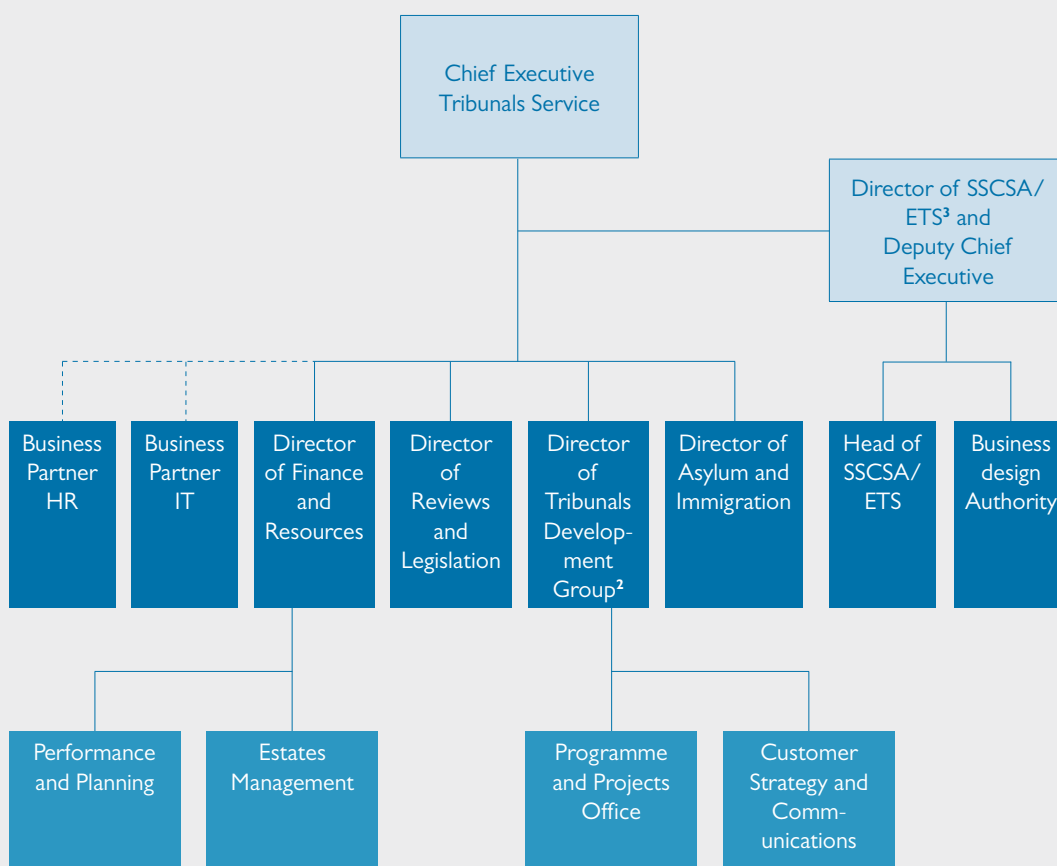 Chief Executive
Tribunals Service
Director of SSCSA/
ETS³ and
Deputy Chief
Executive
Business
Partner
HR
Business
Partner
IT
Director
of Finance
and
Resources
Director
of
Reviews
and
Legislation
Director
of
Tribunals
Develop-
ment
Group²
Director of
Asylum and
Immigration
Head of
SSCSA/
ETS
Business
design
Authority
Performance
and Planning
Estates
Management
Programme
and Projects
Office
Customer
Strategy and
Comm-
unications